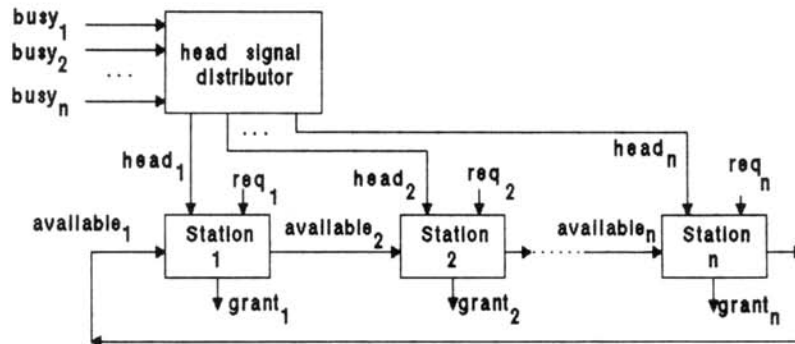 busy1
busy2
...
busyn
head signal
distributor
...
head1
req1
head2
req2
headn
reqn
available1
Station
1
available2
Station
2
......
availablen
Station
n
grant1
grant2
grantn